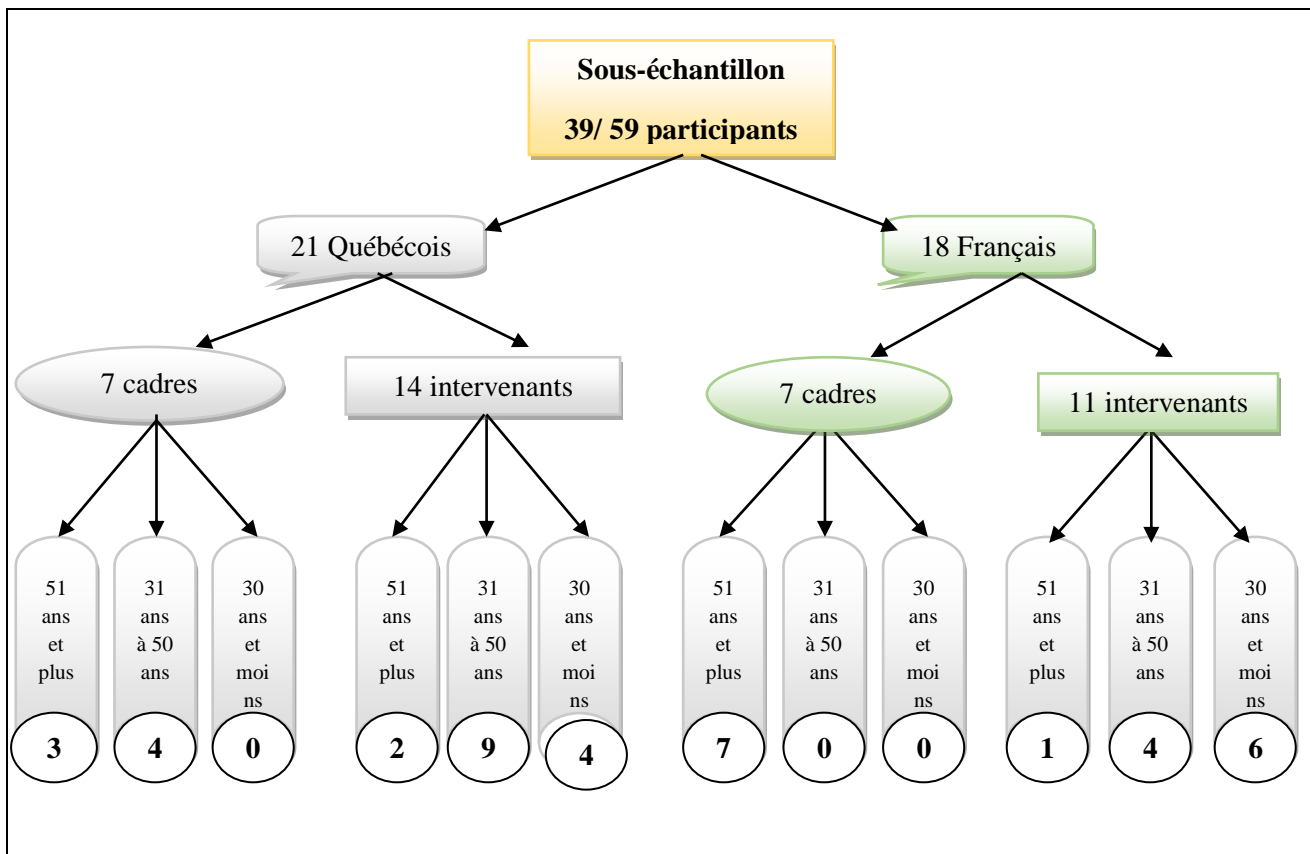 Sous-échantillon
39/ 59 participants
21 Québécois
18 Français
7 cadres
14 intervenants
7 cadres
11 intervenants
51
ans
et
plus
31
ans
à 50
ans
30
ans
et
moi
ns
51
ans
et
plus
31
ans
à 50
ans
30
ans
et
moi
ns
51
ans
et
plus
31
ans
à 50
ans
30
ans
et
moi
ns
51
ans
et
plus
31
ans
à 50
ans
30
ans
et
moi
ns
3
4
0
2
9
4
7
0
0
1
4
6